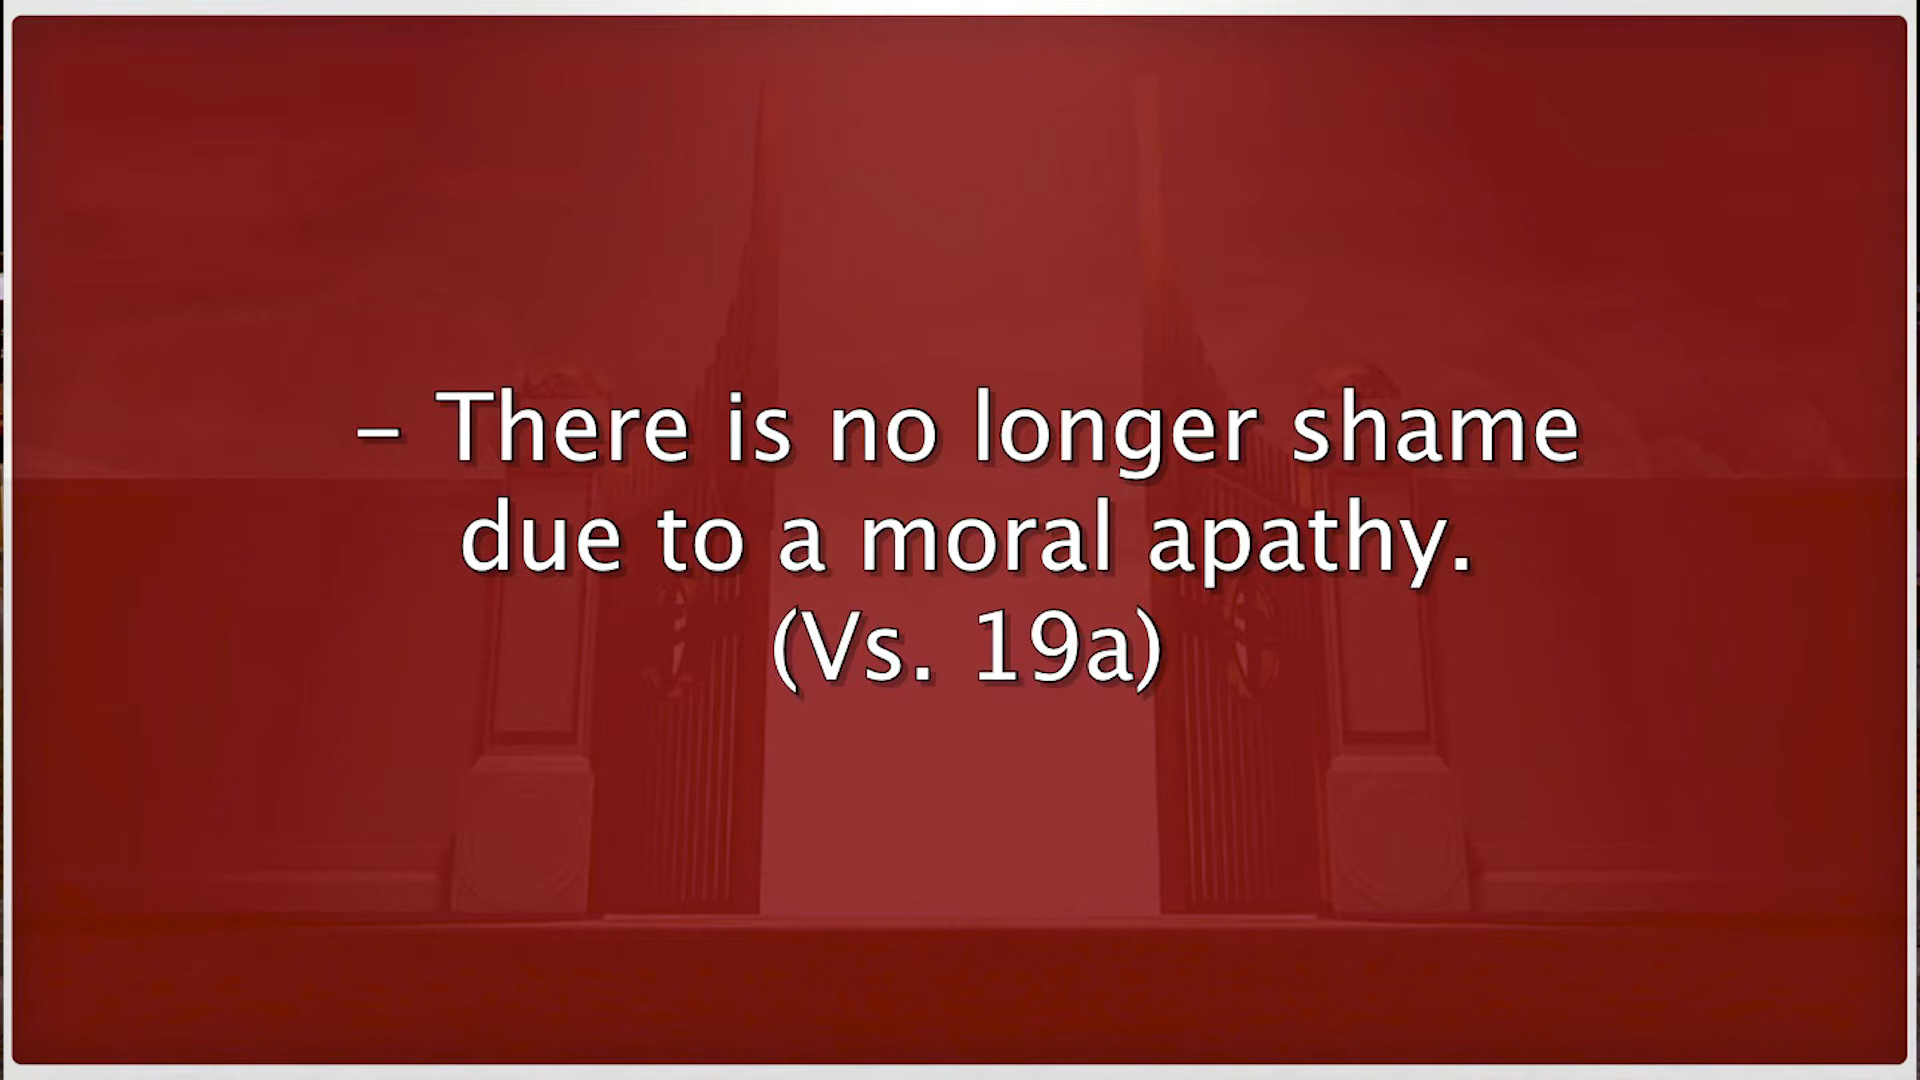 – There is no longer shame
due to a moral apathy.
(Vs. 19a)